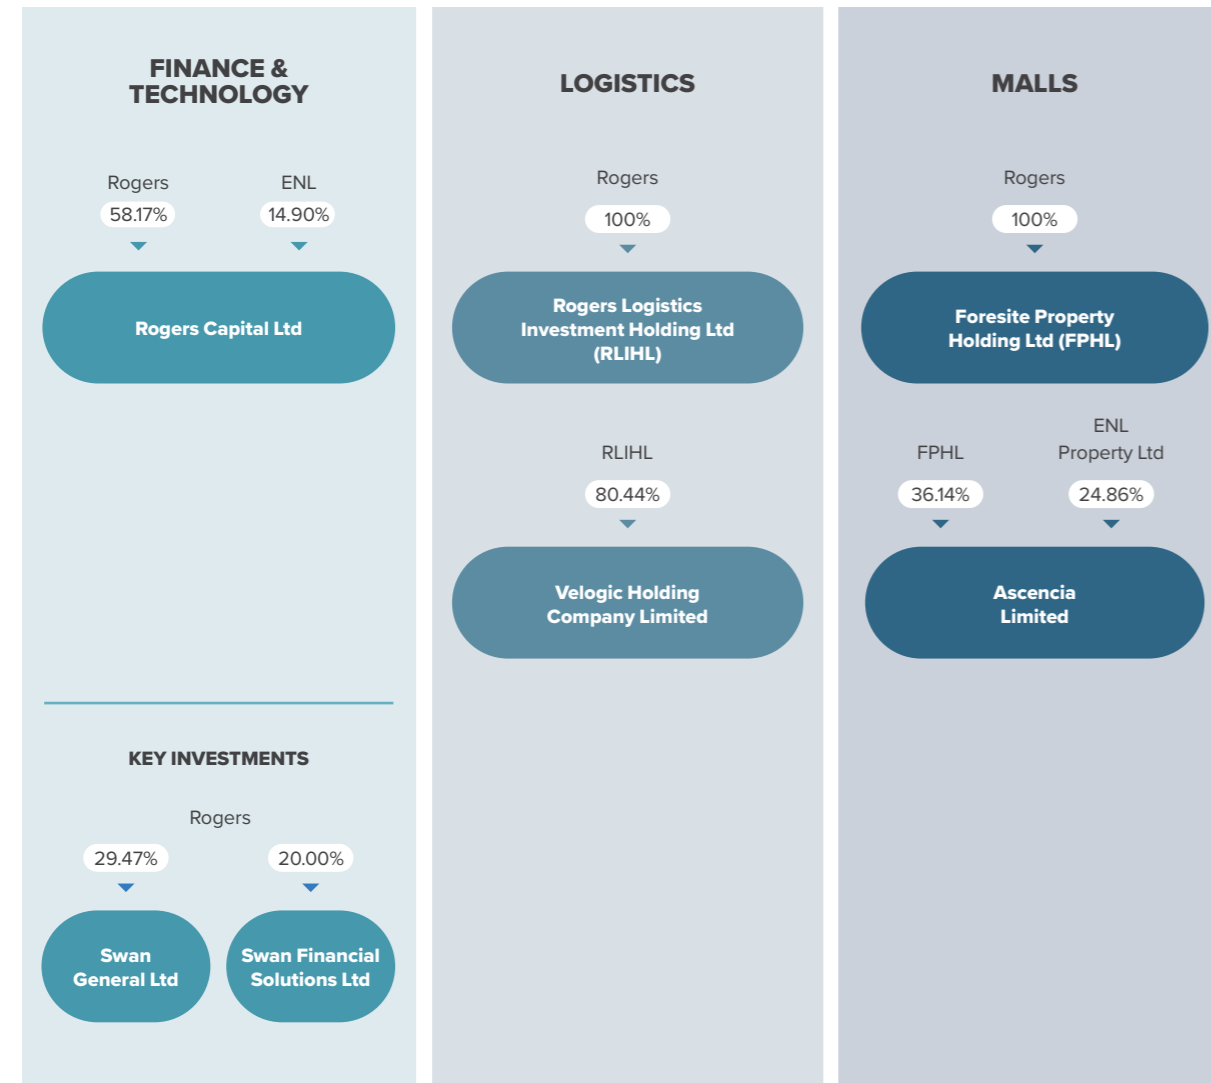 FINANCE &
TECHNOLOGY
Rogers
ENL
58.17%
14.90%
Rogers Capital Ltd
KEY INVESTMENTS
Rogers
29.47%
20.00%
Swan
General Ltd
Swan Financial
Solutions Ltd
LOGISTICS
Rogers
100%
Rogers Logistics
Investment Holding Ltd
(RLIHL)
RLIHL
80.44%
Velogic Holding
Company Limited
MALLS
Rogers
100%
Foresite Property
Holding Ltd (FPHL)
FPHL
ENL
Property Ltd
36.14%
24.86%
Ascencia
Limited